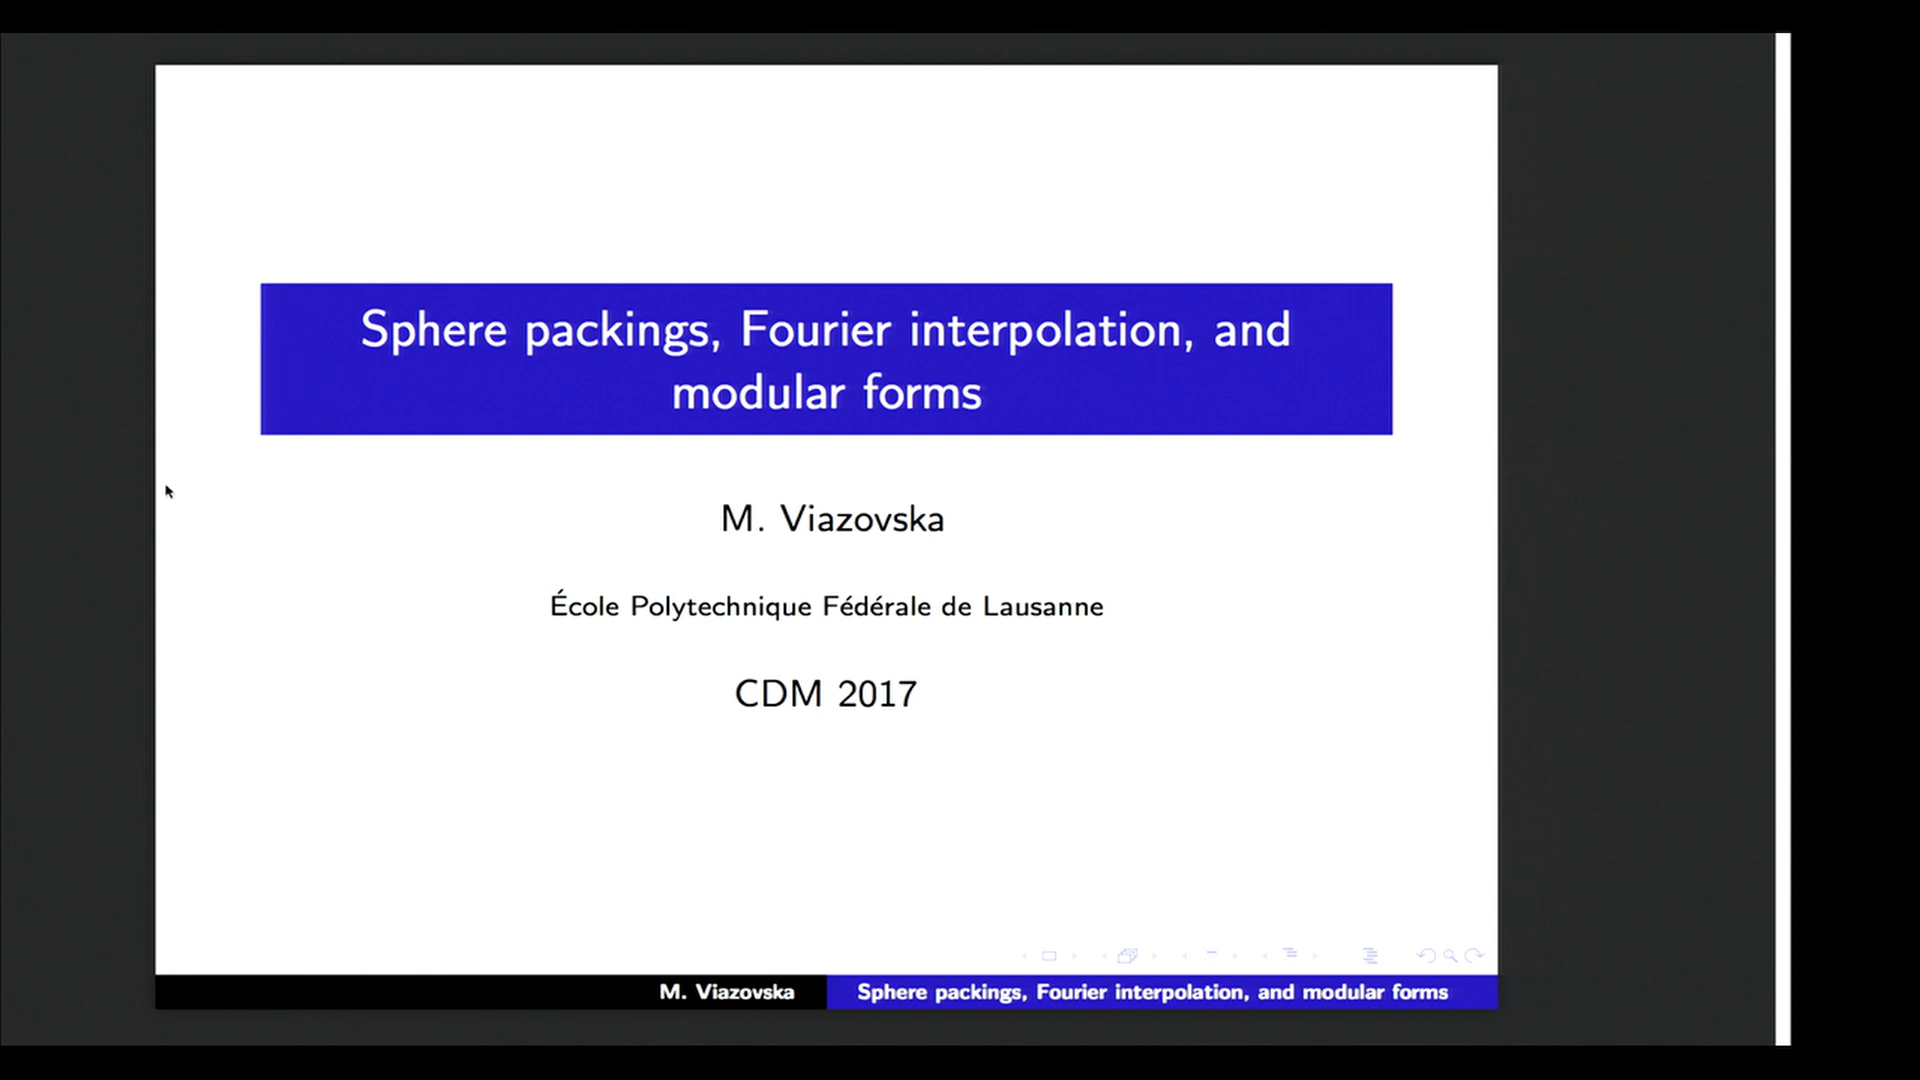 Sphere packings, Fourier interpolation, and
modular forms
M. Viazovska
École Polytechnique Fédérale de Lausanne
CDM 2017
M. Viazovska
Sphere packings, Fourier interpolation, and modular forms